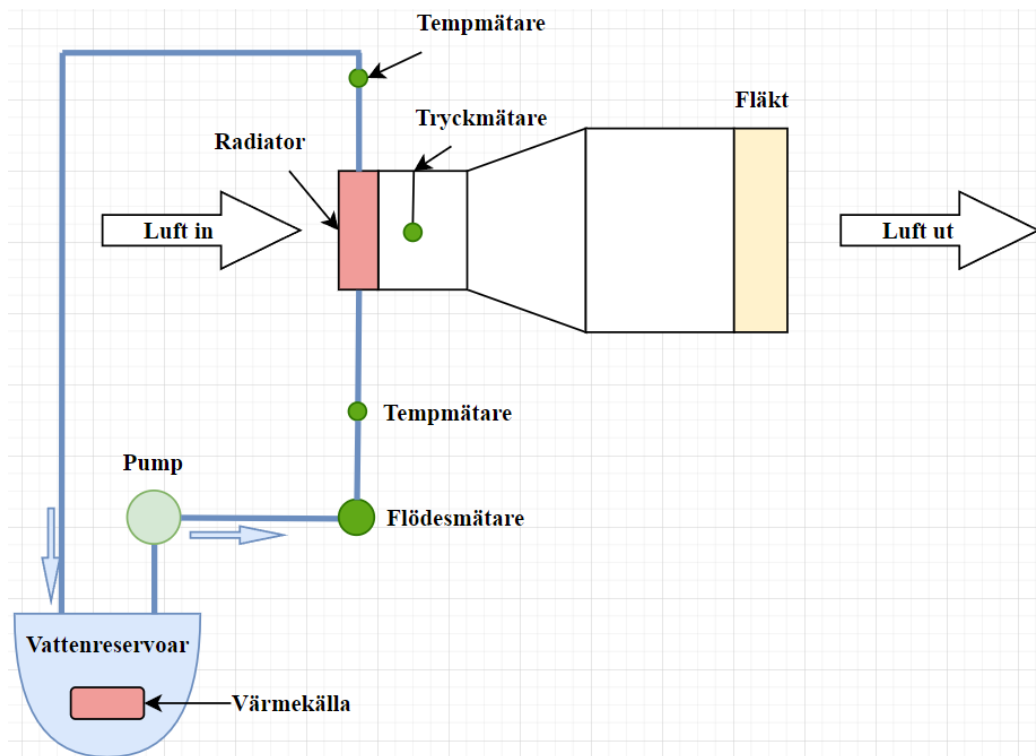 Tempmätare
Fläkt
Tryckmätare
Radiator
Luft in
Luft ut
Tempmätare
Pump
Flödesmätare
Vattenreservoar
Värmekälla